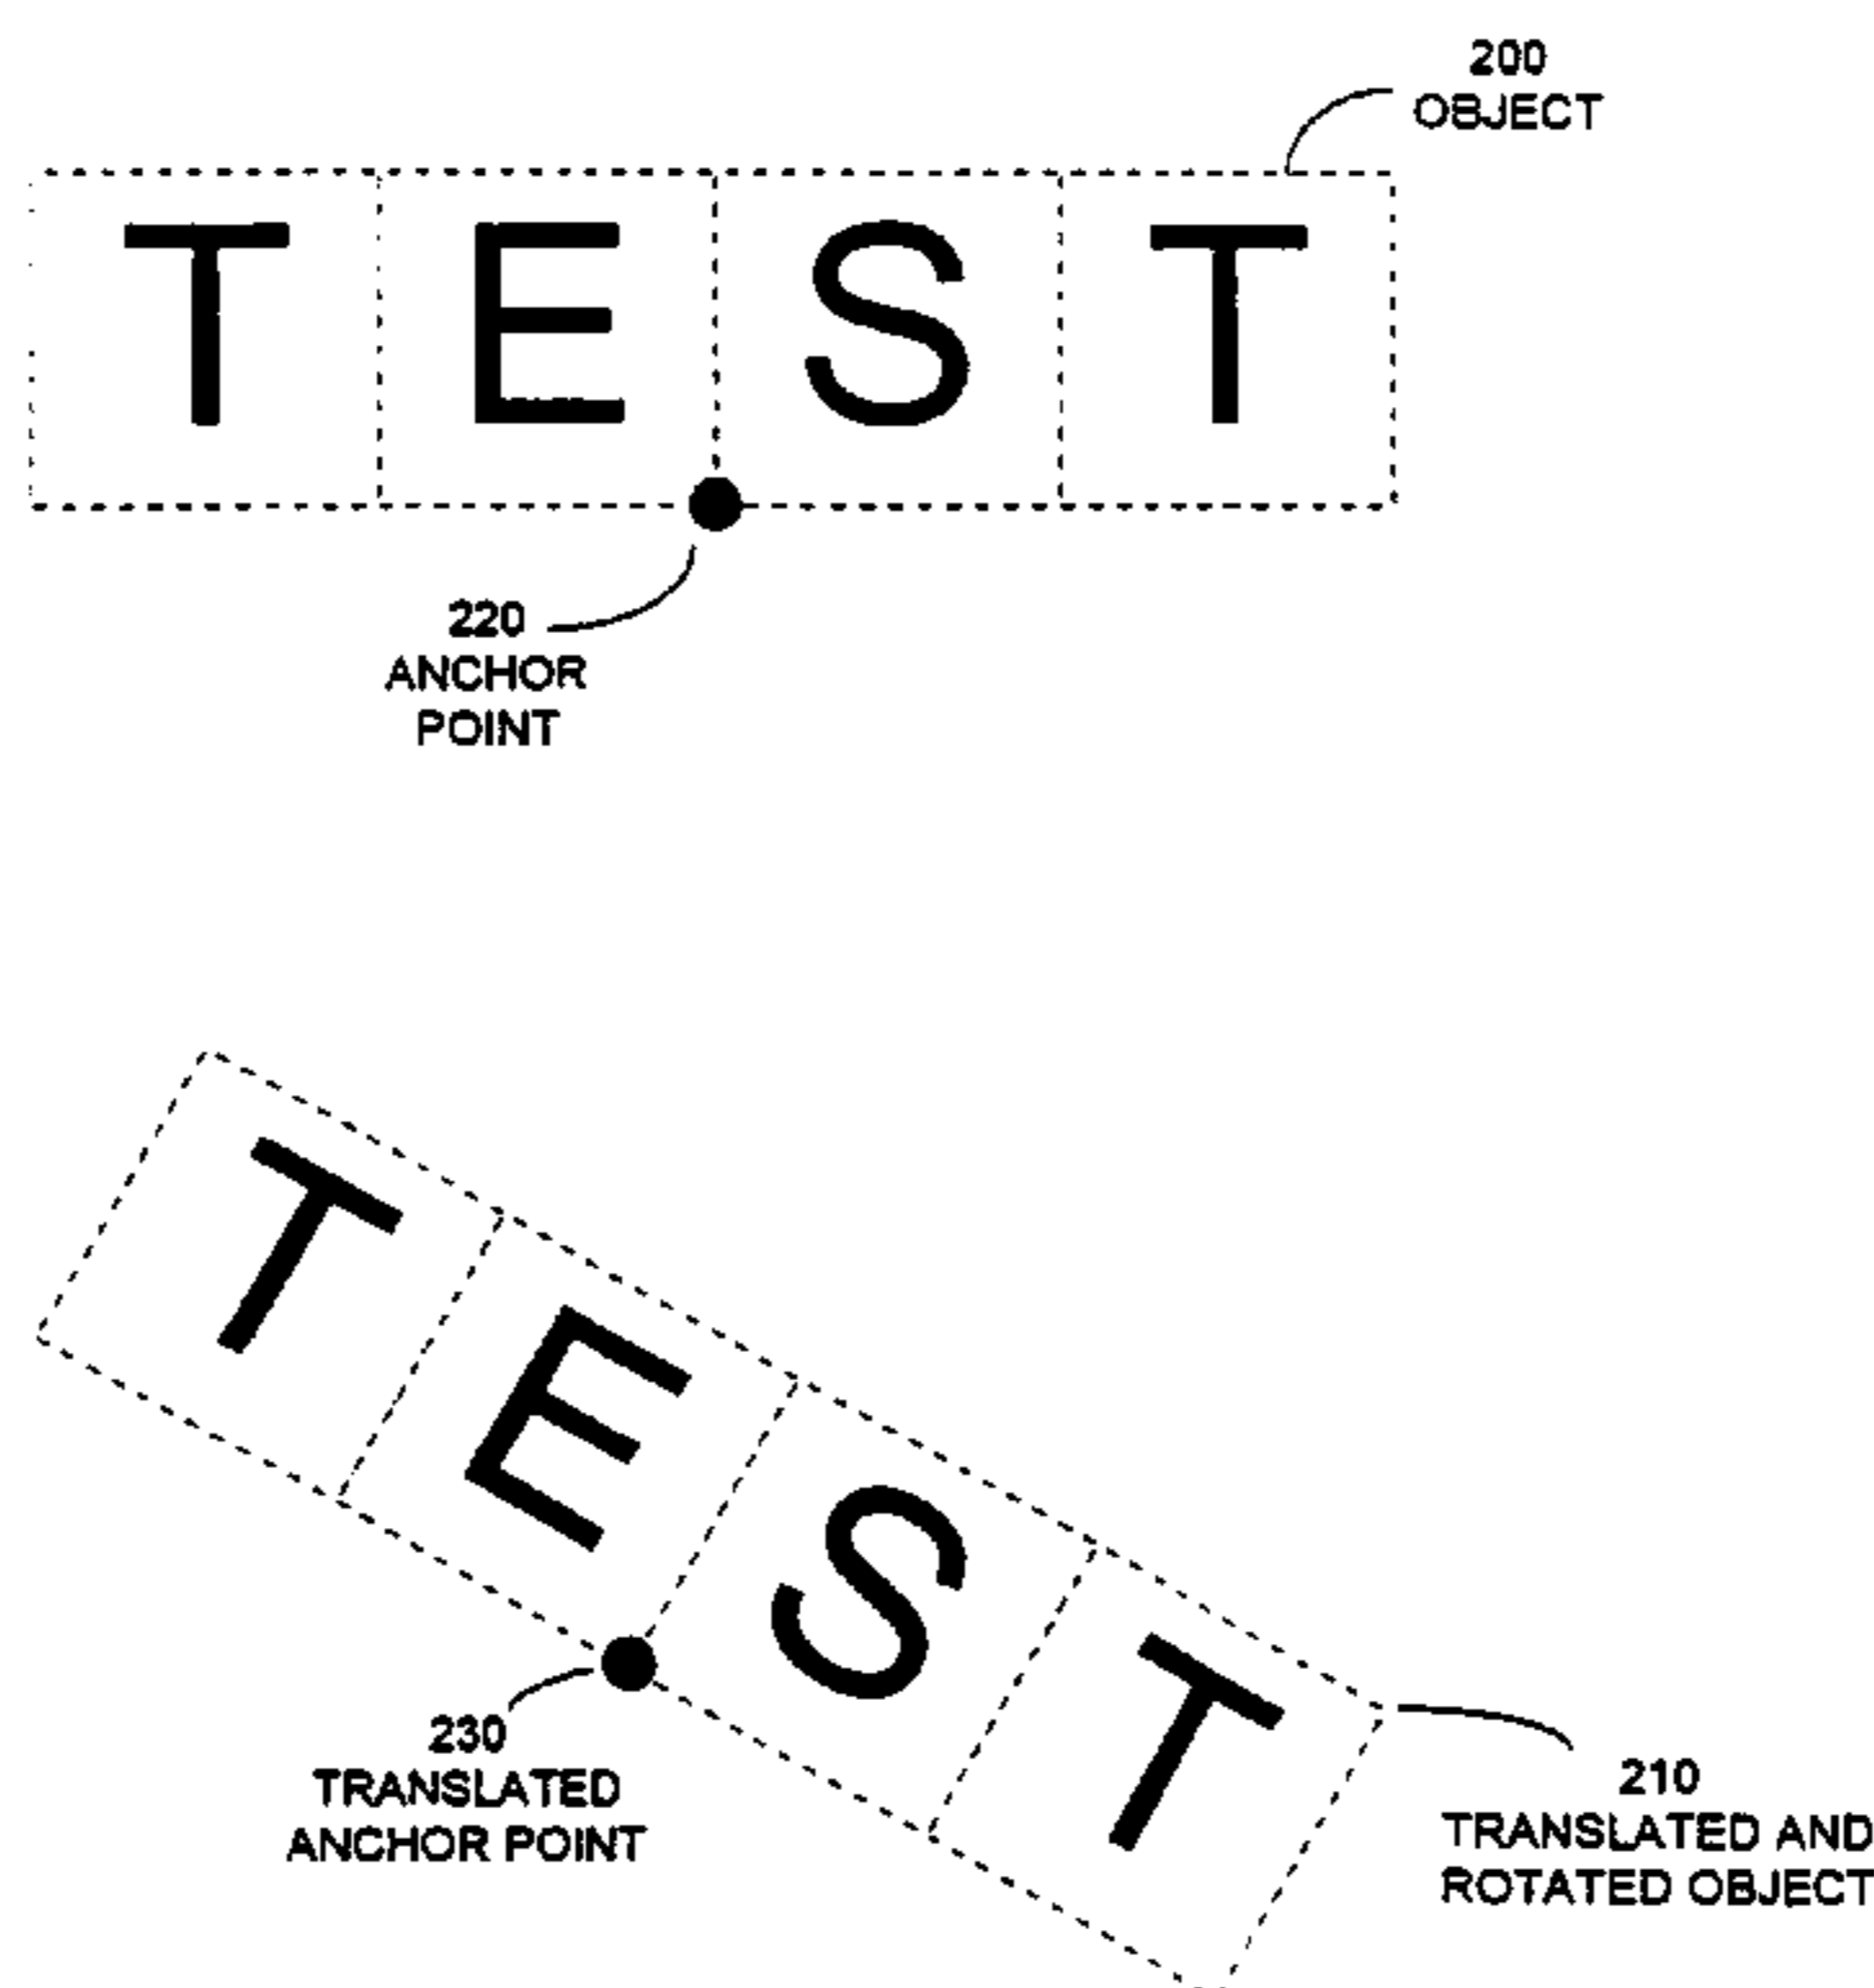 200
OBJECT
TEST
220
ANCHOR
POINT
TEST
230
TRANSLATED
ANCHOR POINT
210
TRANSLATED AND
ROTATED OBJECT